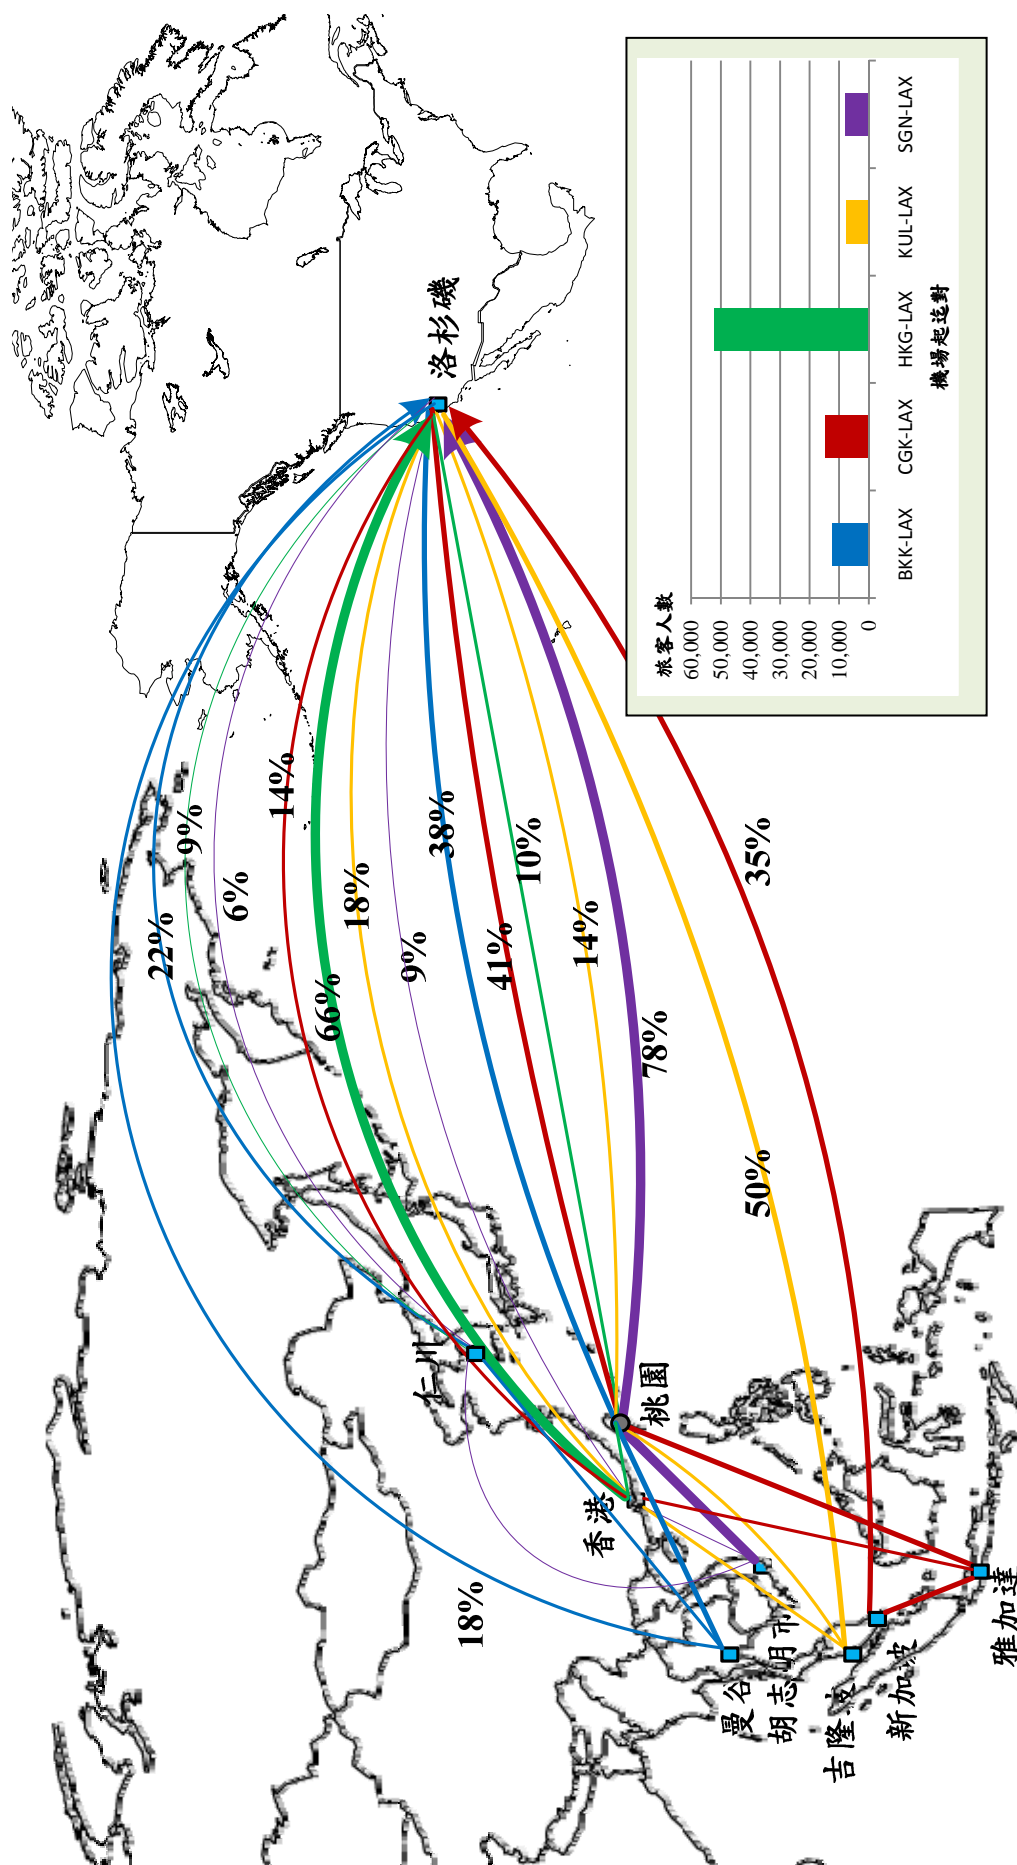 洛杉磯
仁川
桃園
香港
曼谷
胡志明市
吉隆坡
新加坡
雅加達
18%
22%
9%
6%
14%
66%
18%
9%
38%
41%
10%
14%
78%
50%
35%
旅客人數
60,000
50,000
40,000
30,000
20,000
10,000
0
BKK-LAX
CGK-LAX
HKG-LAX
KUL-LAX
SGN-LAX
機場起迄對